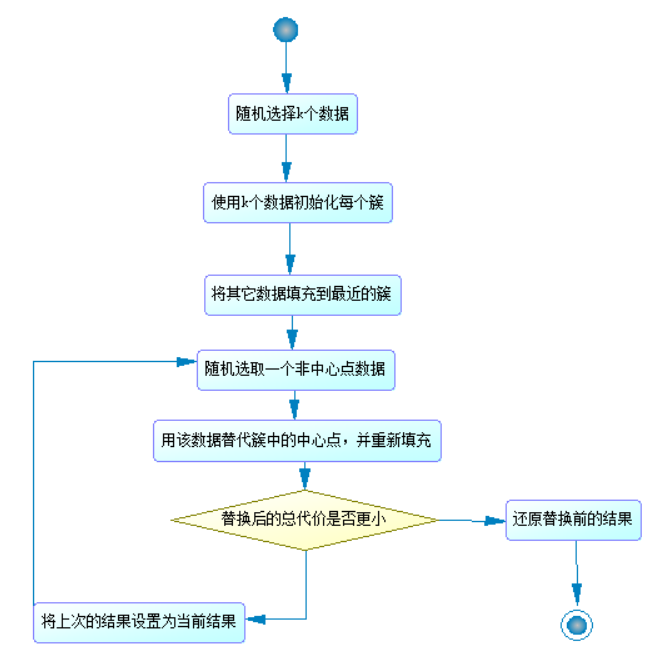 随机选择k个数据
使用k个数据初始化每个簇
将其它数据填充到最近的簇
随机选取一个非中心点数据
用该数据替代簇中的中心点，并重新填充
替换后的总代价是否更小
还原替换前的结果
将上次的结果设置为当前结果